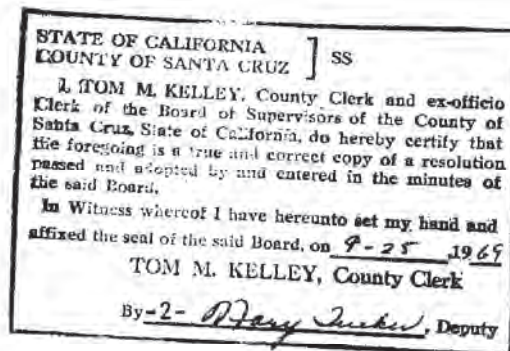 STATE OF CALIFORNIA
COUNTY OF SANTA CRUZ ] SS
I, TOM M. KELLEY, County Clerk and ex-officio
Clerk of the Board of Supervisors of the County of
Santa Cruz, State of California, do hereby certify that
the foregoing is a true and correct copy of a resolution
passed and adopted by and entered in the minutes of
the said Board.
In Witness whereof I have hereunto set my hand and
affixed the seal of the said Board, on 9-25, 1969
TOM M. KELLEY, County Clerk
By -2- Mary Tucker, Deputy